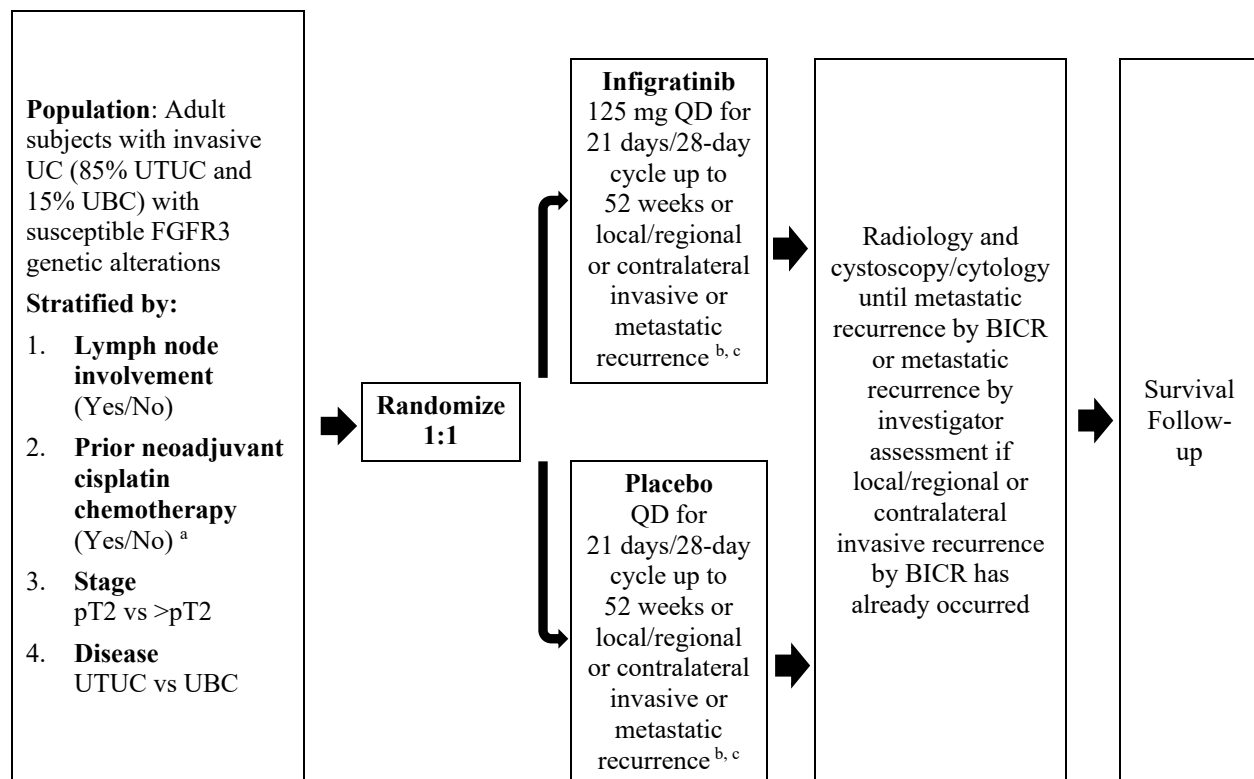 Population: Adult
subjects with invasive
UC (85% UTUC and
15% UBC) with
susceptible FGFR3
genetic alterations
Stratified by:
1. Lymph node
involvement
(Yes/No)
2. Prior neoadjuvant
cisplatin
chemotherapy
(Yes/No) a
3. Stage
pT2 vs >pT2
4. Disease
UTUC vs UBC
Randomize
1:1
Infigratinib
125 mg QD for
21 days/28-day
cycle up to
52 weeks or
local/regional
or contralateral
invasive or
metastatic
recurrence b, c
Placebo
QD for
21 days/28-day
cycle up to
52 weeks or
local/regional
or contralateral
invasive or
metastatic
recurrence b, c
Radiology and
cystoscopy/cytology
until metastatic
recurrence by BICR
or metastatic
recurrence by
investigator
assessment if
local/regional or
contralateral
invasive recurrence
by BICR has
already occurred
Survival
Follow-
up